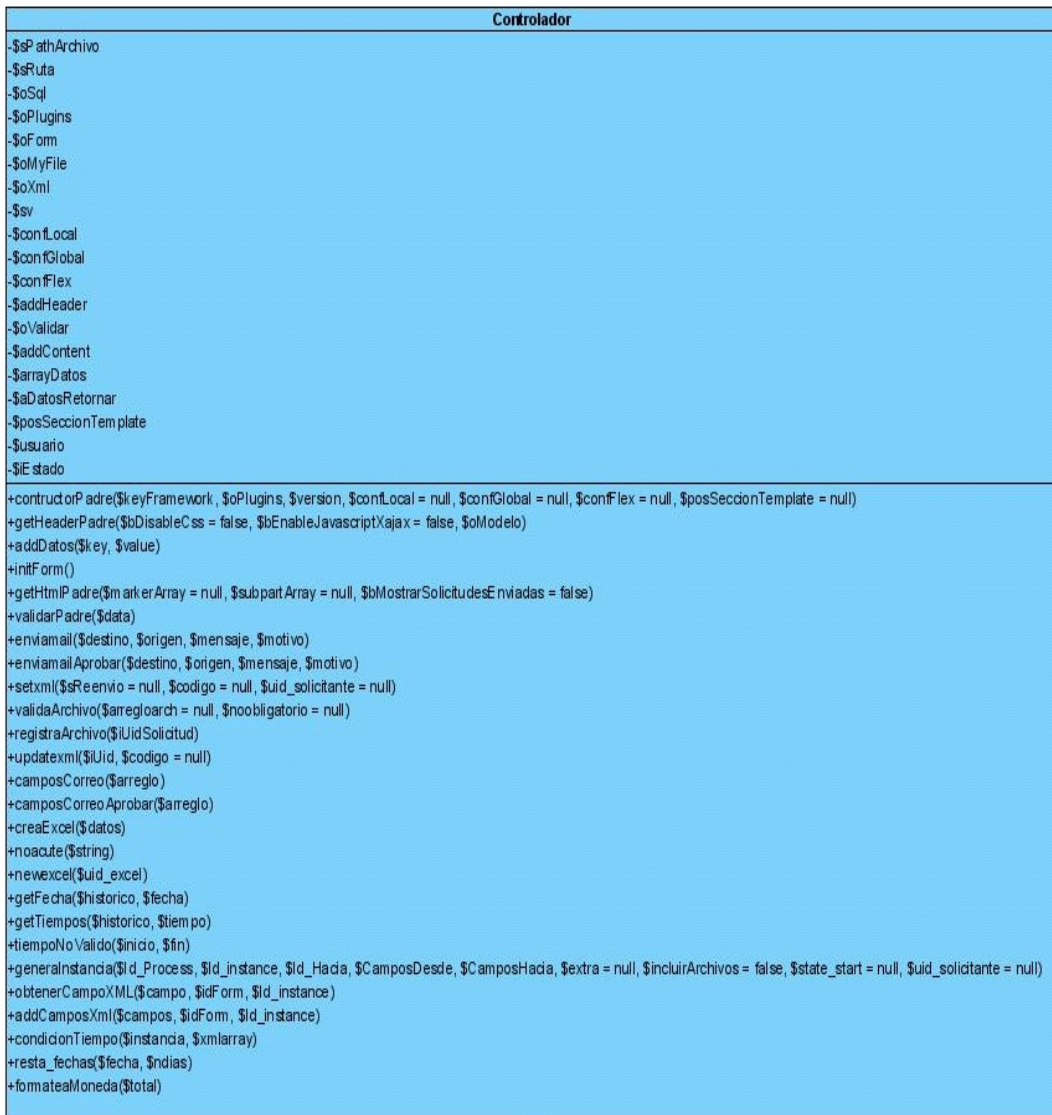 Controlador
-$sPathArchivo
-$sRuta
-$oSql
-$oPlugins
-$oForm
-$oMyFile
-$oXml
-$sv
-$confLocal
-$confGlobal
-$confFlex
-$addHeader
-$oValidar
-$addContent
-$arrayDatos
-$aDatosRetornar
-$posSeccionTemplate
-$usuario
-$iEstado
+contructorPadre($keyFramework, $oPlugins, $version, $confLocal = null, $confGlobal = null, $confFlex = null, $posSeccionTemplate = null)
+getHeaderPadre($bDisableCss = false, $bEnableJavascriptXajax = false, $oModelo)
+addDatos($key, $value)
+initForm()
+getHtmlPadre($markerArray = null, $subpartArray = null, $bMostrarSolicitudesEnviadas = false)
+validarPadre($data)
+enviamail($destino, $origen, $mensaje, $motivo)
+enviamailAprobar($destino, $origen, $mensaje, $motivo)
+setxml($sReenvio = null, $codigo = null, $uid_solicitante = null)
+validaArchivo($arregloarch = null, $noobligatorio = null)
+registraArchivo($iUidSolicitud)
+updatexml($iUid, $codigo = null)
+camposCorreo($arreglo)
+camposCorreoAprobar($arreglo)
+creaExcel($datos)
+noacute($string)
+newexcel($uid_excel)
+getFecha($historico, $fecha)
+getTiempos($historico, $tiempo)
+tiempoNoValido($inicio, $fin)
+generaInstancia($Id_Process, $Id_instance, $Id_Hacia, $CamposDesde, $CamposHacia, $extra = null, $incluirArchivos = false, $state_start = null, $uid_solicitante = null)
+obtenerCampoXML($campo, $idForm, $Id_instance)
+addCamposXml($campos, $idForm, $Id_instance)
+condicionTiempo($instancia, $xmlarray)
+resta_fechas($fecha, $ndias)
+formateaMoneda($total)